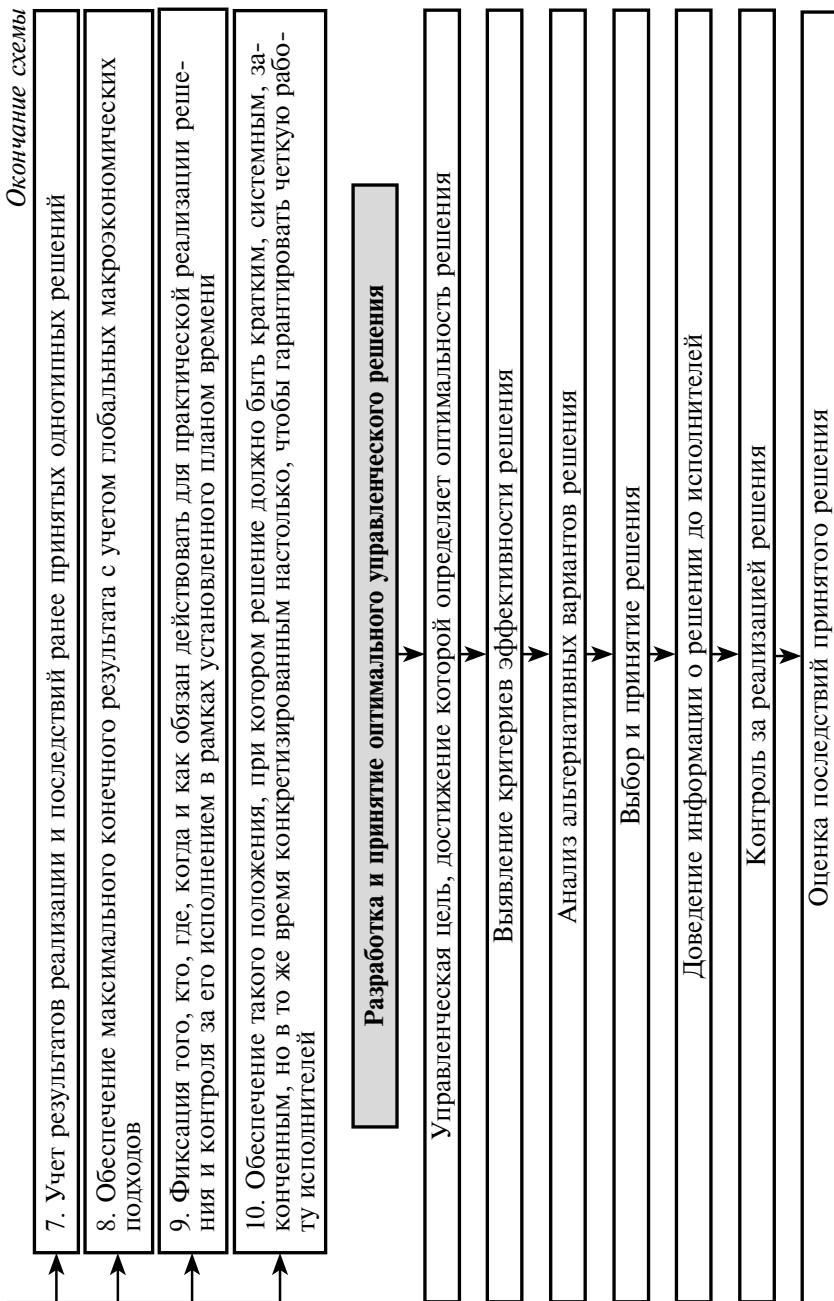 Окончание схемы
7. Учет результатов реализации и последствий ранее принятых однотипных решений
8. Обеспечение максимального конечного результата с учетом глобальных макроэкономических
подходов
9. Фиксация того, кто, где, когда и как обязан действовать для практической реализации реше-
ния и контроля за его исполнением в рамках установленного планом времени
10. Обеспечение такого положения, при котором решение должно быть кратким, системным, за-
конченным, но в то же время конкретизированным настолько, чтобы гарантировать четкую рабо-
ту исполнителей
Разработка и принятие оптимального управленческого решения
Управленческая цель, достижение которой определяет оптимальность решения
Выявление критериев эффективности решения
Анализ альтернативных вариантов решения
Выбор и принятие решения
Доведение информации о решении до исполнителей
Контроль за реализацией решения
Оценка последствий принятого решения